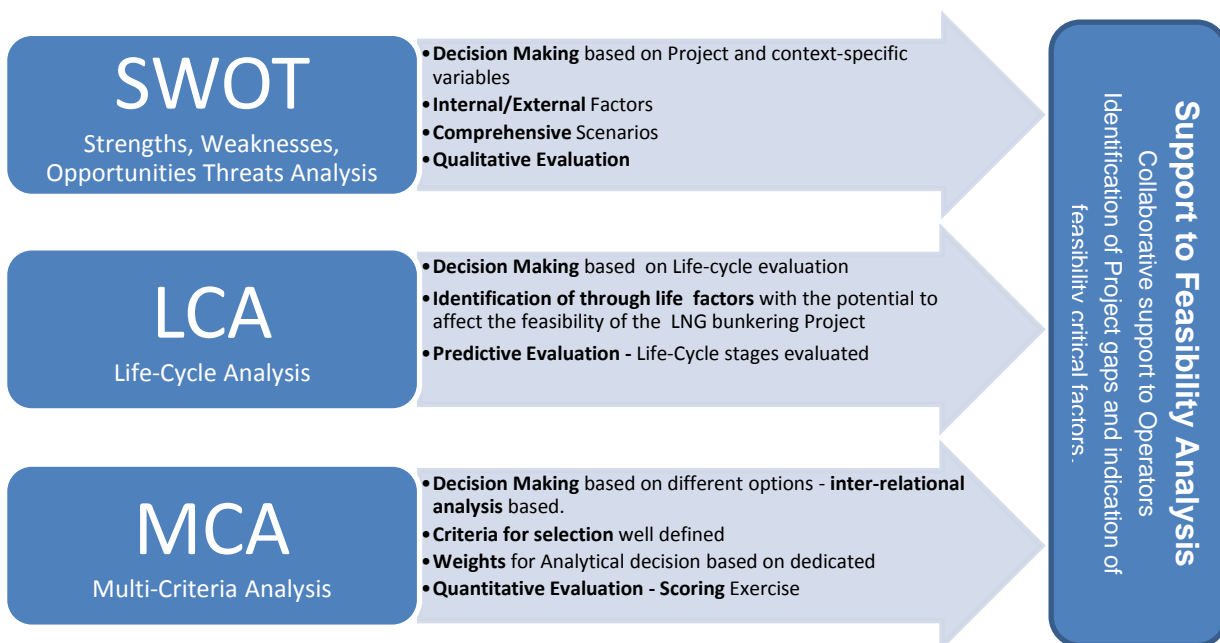 SWOT
Strengths, Weaknesses,
Opportunities Threats Analysis
•Decision Making based on Project and context-specific
variables
•Internal/External Factors
•Comprehensive Scenarios
•Qualitative Evaluation
LCA
Life-Cycle Analysis
•Decision Making based on Life-cycle evaluation
•Identification of through life factors with the potential to
affect the feasibility of the LNG bunkering Project
•Predictive Evaluation - Life-Cycle stages evaluated
MCA
Multi-Criteria Analysis
•Decision Making based on different options - inter-relational
analysis based.
•Criteria for selection well defined
•Weights for Analytical decision based on dedicated
•Quantitative Evaluation - Scoring Exercise
Support to Feasibility Analysis
Collaborative support to Operators
Identification of Project gaps and indication of
feasibility critical factors.